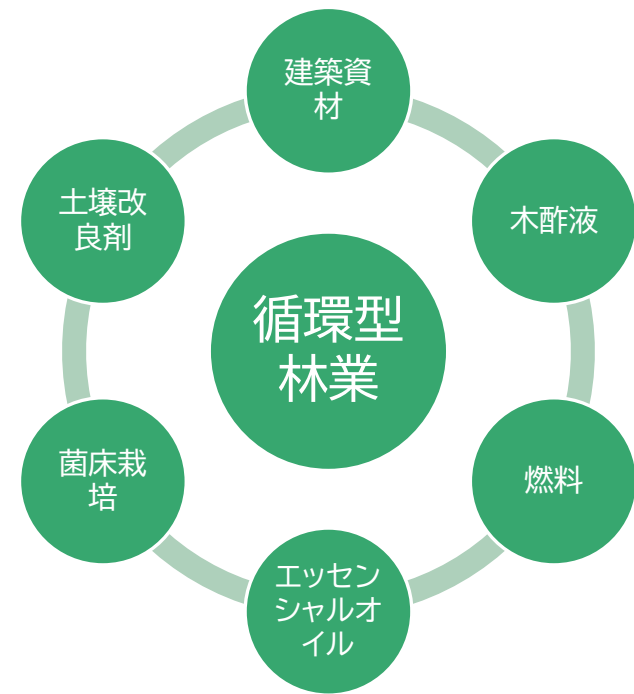 建築資
材
木酢液
燃料
エッセン
シャルオ
イル
菌床栽
培
土壌改
良剤
循環型
林業